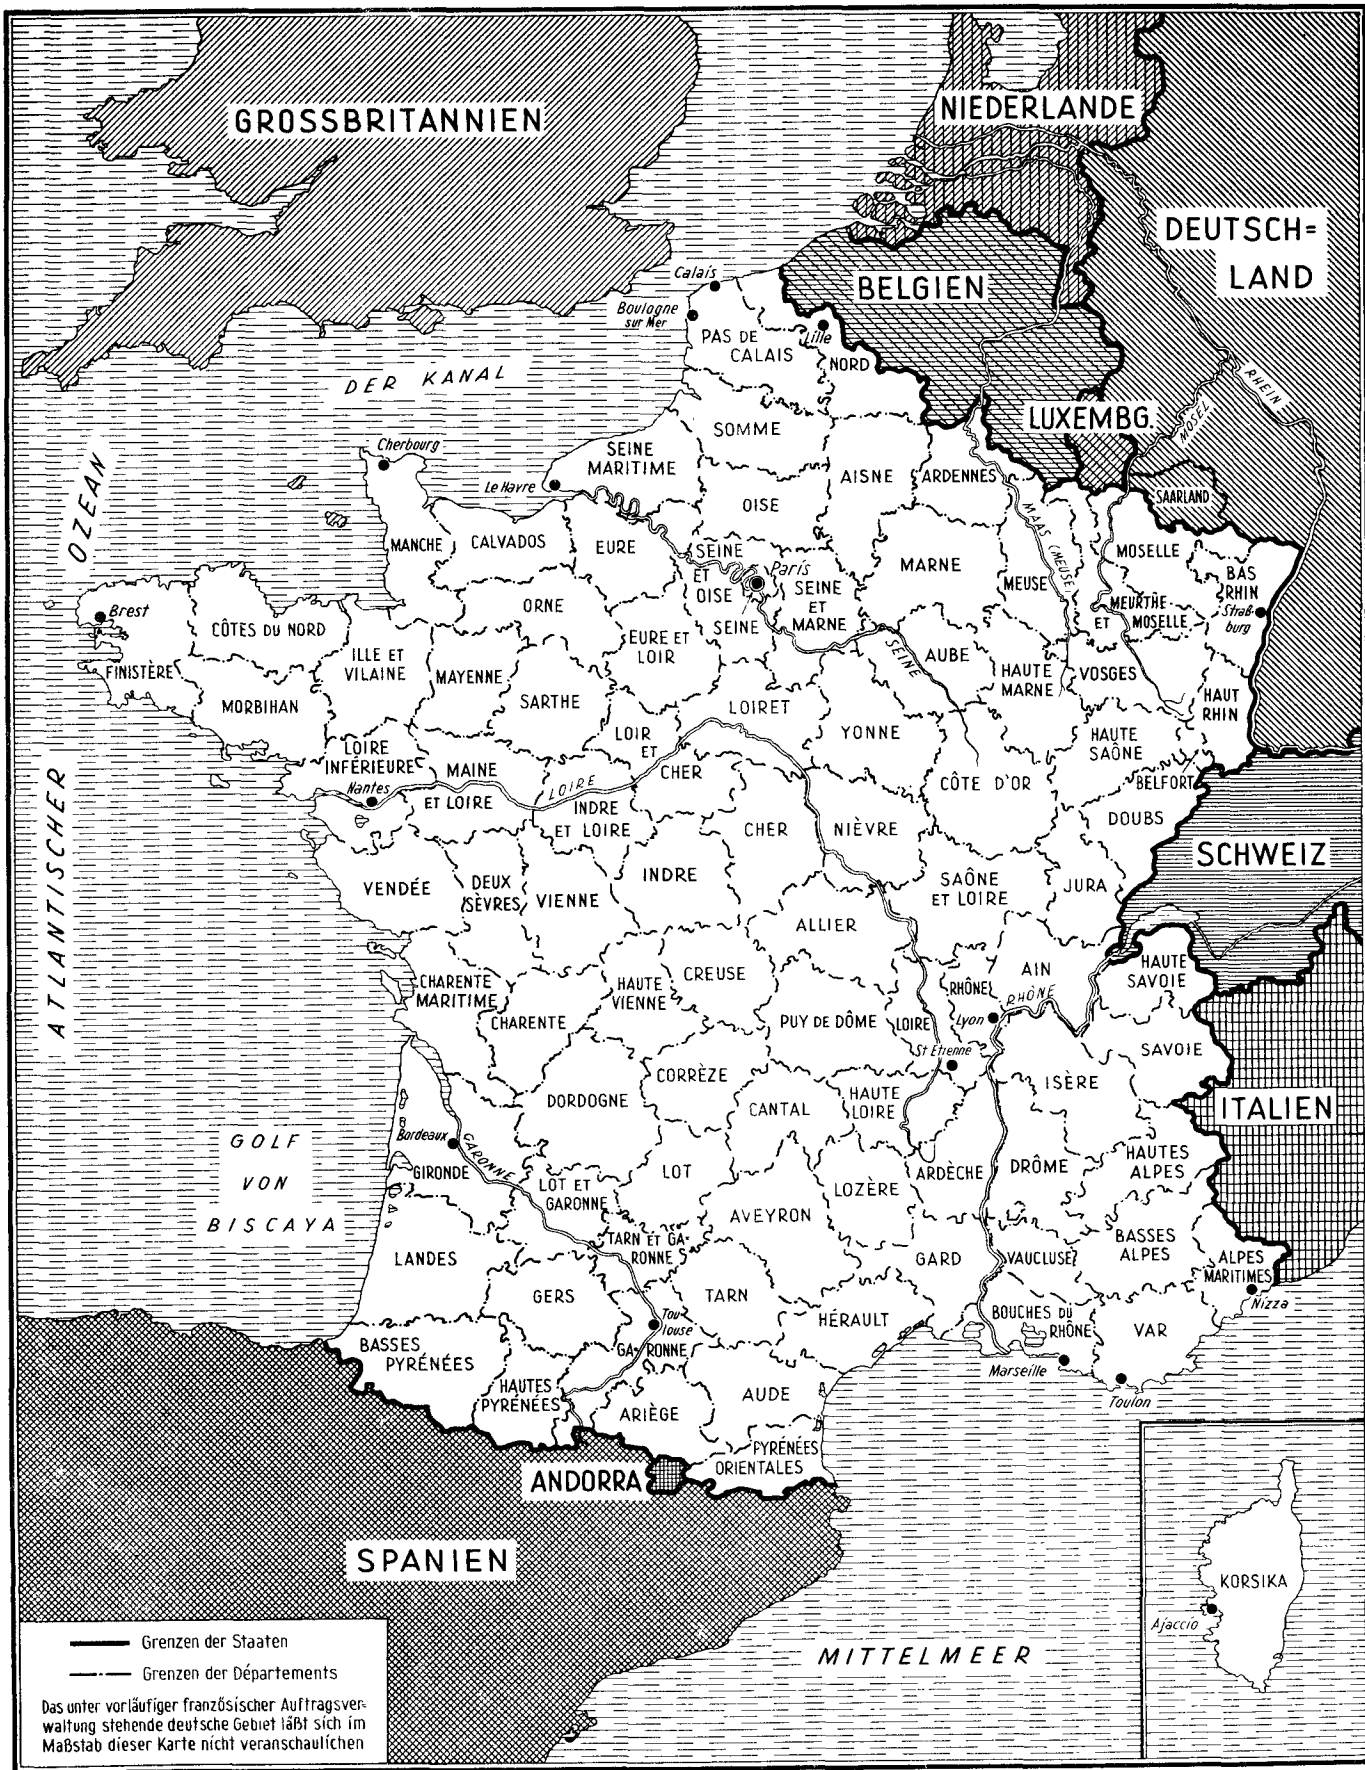 GROSSBRITANNIEN
NIEDERLANDE
DEUTSCH=
LAND
BELGIEN
LUXEMBG.
RHEIN
MOSEL
SAARLAND
DER KANAL
OZEAN
ATLANTISCHER
Calais
Boulogne
sur Mer
Lille
PAS DE
CALAIS
NORD
SOMME
SEINE
MARITIME
AISNE
ARDENNES
OISE
Cherbourg
Le Havre
MANCHE
CALVADOS
EURE
SEINE
ET
OISE
Paris
SEINE
ET
MARNE
SEINE
MARNE
MAAS (MEUSE)
MEUSE
MOSELLE
MEURTHE
ET
MOSELLE
BAS
RHIN
Straß-
burg
Brest
FINISTÈRE
CÔTES DU NORD
MORBIHAN
ILLE ET
VILAINE
MAYENNE
ORNE
SARTHE
EURE ET
LOIR
SEINE
AUBE
HAUTE
MARNE
VOSGES
HAUT
RHIN
LOIRET
YONNE
LOIR
ET
CHER
HAUTE
SAÔNE
BELFORT
LOIRE
INFÉRIEURE
Nantes
MAINE
ET LOIRE
LOIRE
INDRE
ET LOIRE
CHER
NIÈVRE
CÔTE D'OR
DOUBS
SCHWEIZ
VENDÉE
DEUX
SÈVRES
VIENNE
INDRE
SAÔNE
ET LOIRE
JURA
ALLIER
CHARENTE
MARITIME
CHARENTE
HAUTE
VIENNE
CREUSE
PUY DE DÔME
LOIRE
RHÔNE
Lyon
RHÔNE
AIN
HAUTE
SAVOIE
SAVOIE
St Etienne
ISÈRE
ITALIEN
CORRÈZE
DORDOGNE
CANTAL
HAUTE
LOIRE
GOLF
VON
BISCAYA
Bordeaux
GARONNE
GIRONDE
LOT ET
GARONNE
LOT
LOZÈRE
ARDÈCHE
DRÔME
HAUTES
ALPES
AVEYRON
TARN ET GA-
RONNE
LANDES
GERS
TARN
GARD
VAUCLUSE
BASSES
ALPES
ALPES
MARITIMES
Nizza
HÉRAULT
BOUCHES DU
RHÔNE
VAR
Marseille
Toulon
Tou-
louse
GA-
RONNE
BASSES
PYRÉNÉES
HAUTES
PYRÉNÉES
ARIÈGE
AUDE
PYRÉNÉES
ORIENTALES
ANDORRA
SPANIEN
MITTELMEER
KORSIKA
Ajaccio
Grenzen der Staaten
Grenzen der Départements
Das unter vorläufiger französischer Auftragsver=
waltung stehende deutsche Gebiet läßt sich im
Maßstab dieser Karte nicht veranschaulichen